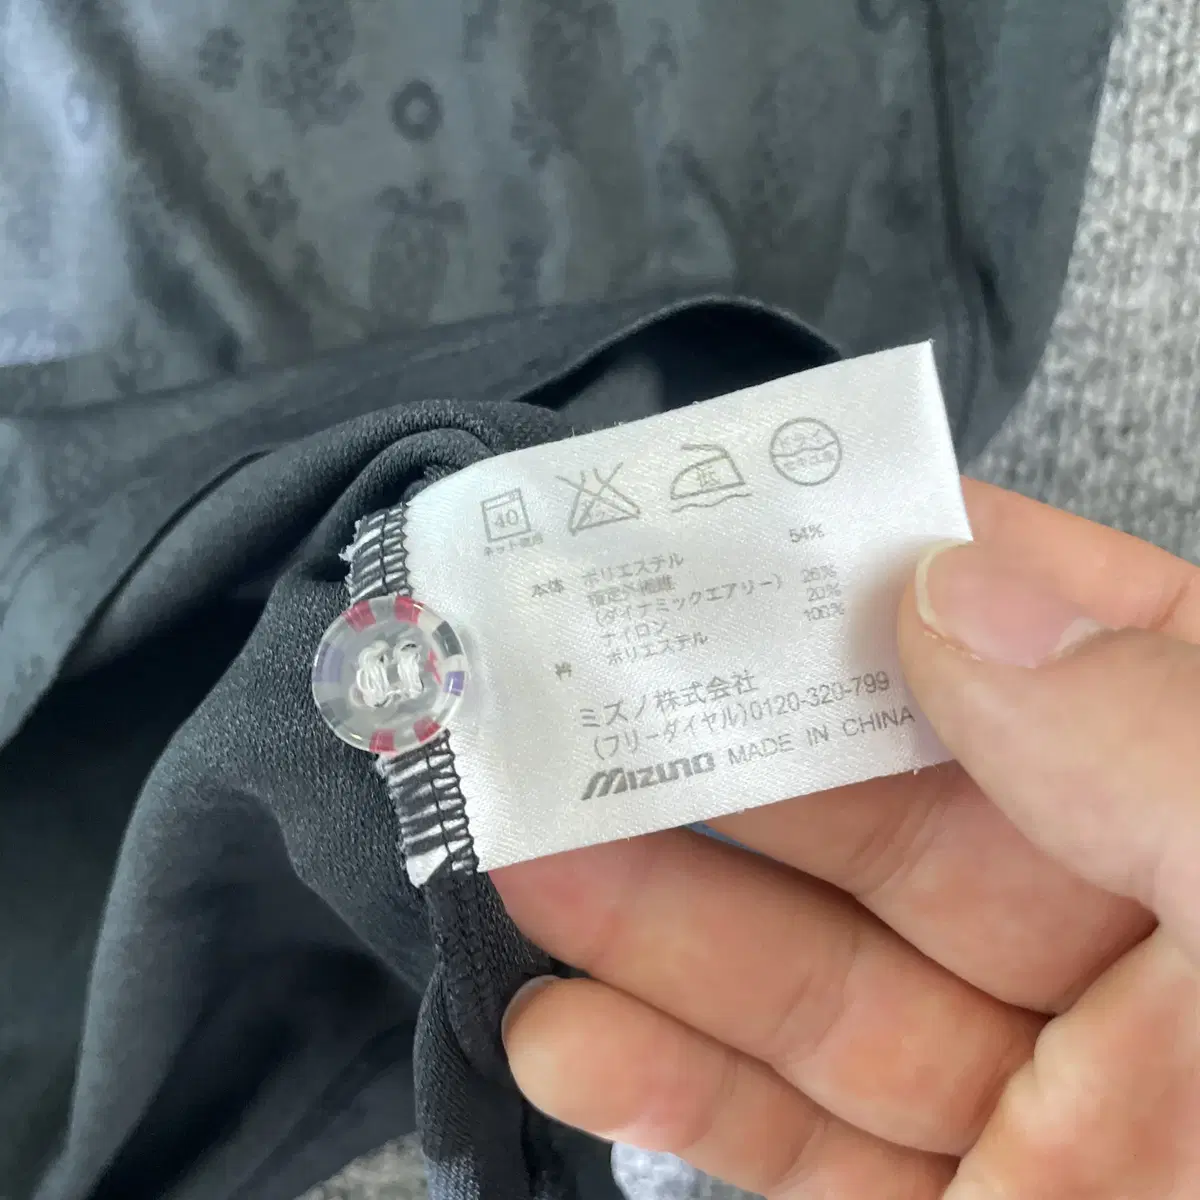 40
ネット使用
低
54%
本体 ポリエステル
指定外繊維
(ダイナミックエアリー) 26%
ナイロン 20%
衿 ポリエステル 100%
ミズノ株式会社
(フリーダイヤル)0120-320-799
MIZUNO MADE IN CHINA